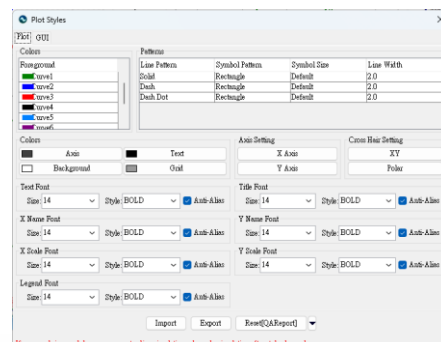 Plot Styles
Plot GUI
Colors
Foreground
Curve1
Curve2
Curve3
Curve4
Curve5
Curve6
Patterns
Line Pattern Symbol Pattern Symbol Size Line Width
Solid Rectangle Default 2.0
Dash Rectangle Default 2.0
Dash Dot Rectangle Default 2.0
Colors
Axis Text
Background Grid
Axis Setting
X Axis
Y Axis
Cross Hair Setting
XY
Polar
Text Font
Size: 14 Style: BOLD Anti-Alias
Title Font
Size: 14 Style: BOLD Anti-Alias
X Name Font
Size: 14 Style: BOLD Anti-Alias
Y Name Font
Size: 14 Style: BOLD Anti-Alias
X Scale Font
Size: 14 Style: BOLD Anti-Alias
Y Scale Font
Size: 14 Style: BOLD Anti-Alias
Legend Font
Size: 14 Style: BOLD Anti-Alias
Import Export Reset[QAReport]